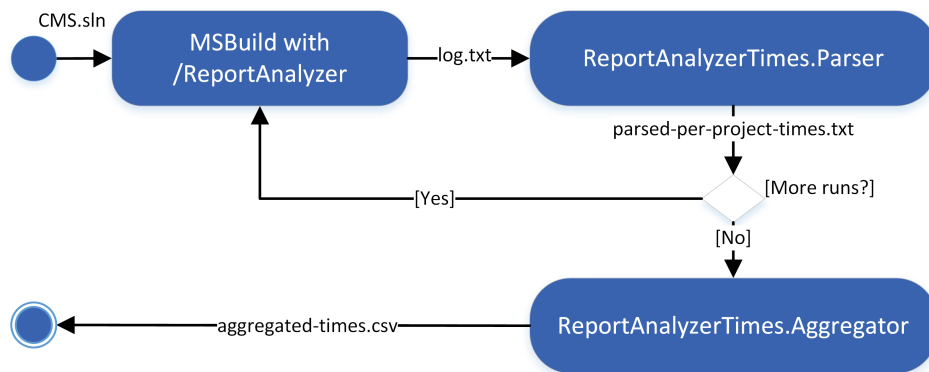 CMS.sln
MSBuild with
/ReportAnalyzer
log.txt
ReportAnalyzerTimes.Parser
parsed-per-project-times.txt
[More runs?]
[Yes]
[No]
ReportAnalyzerTimes.Aggregator
aggregated-times.csv